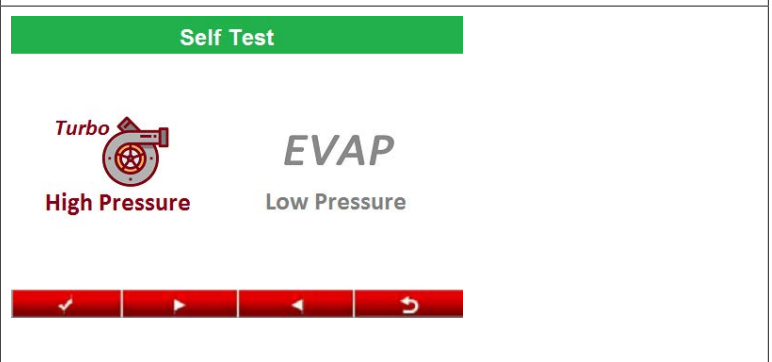 Self Test
Turbo
High Pressure
EVAP
Low Pressure